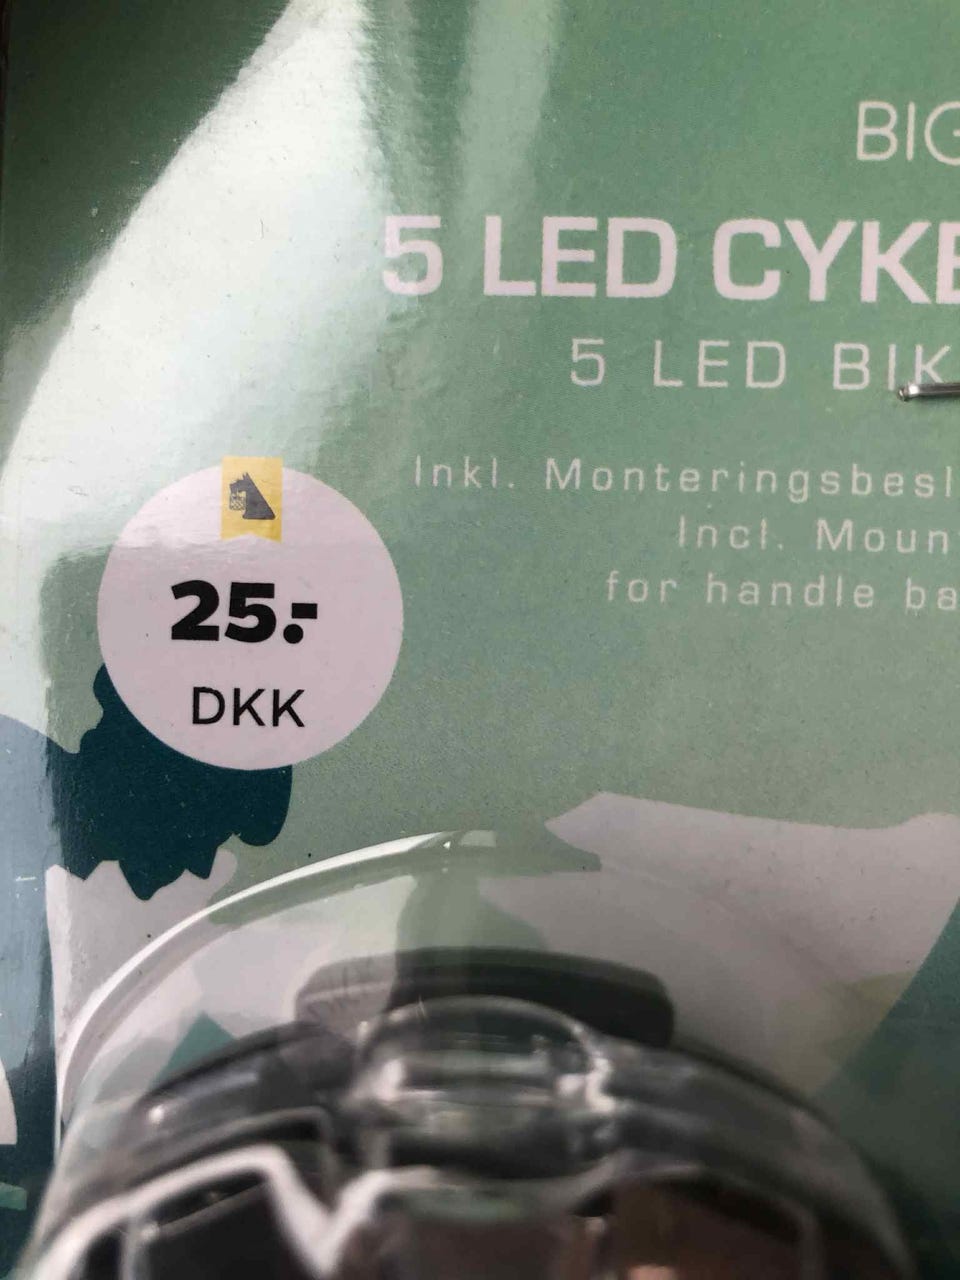 BIG
5 LED CYKE
5 LED BIK
Inkl. Monteringsbesl
Incl. Moun
for handle ba
25.-
DKK